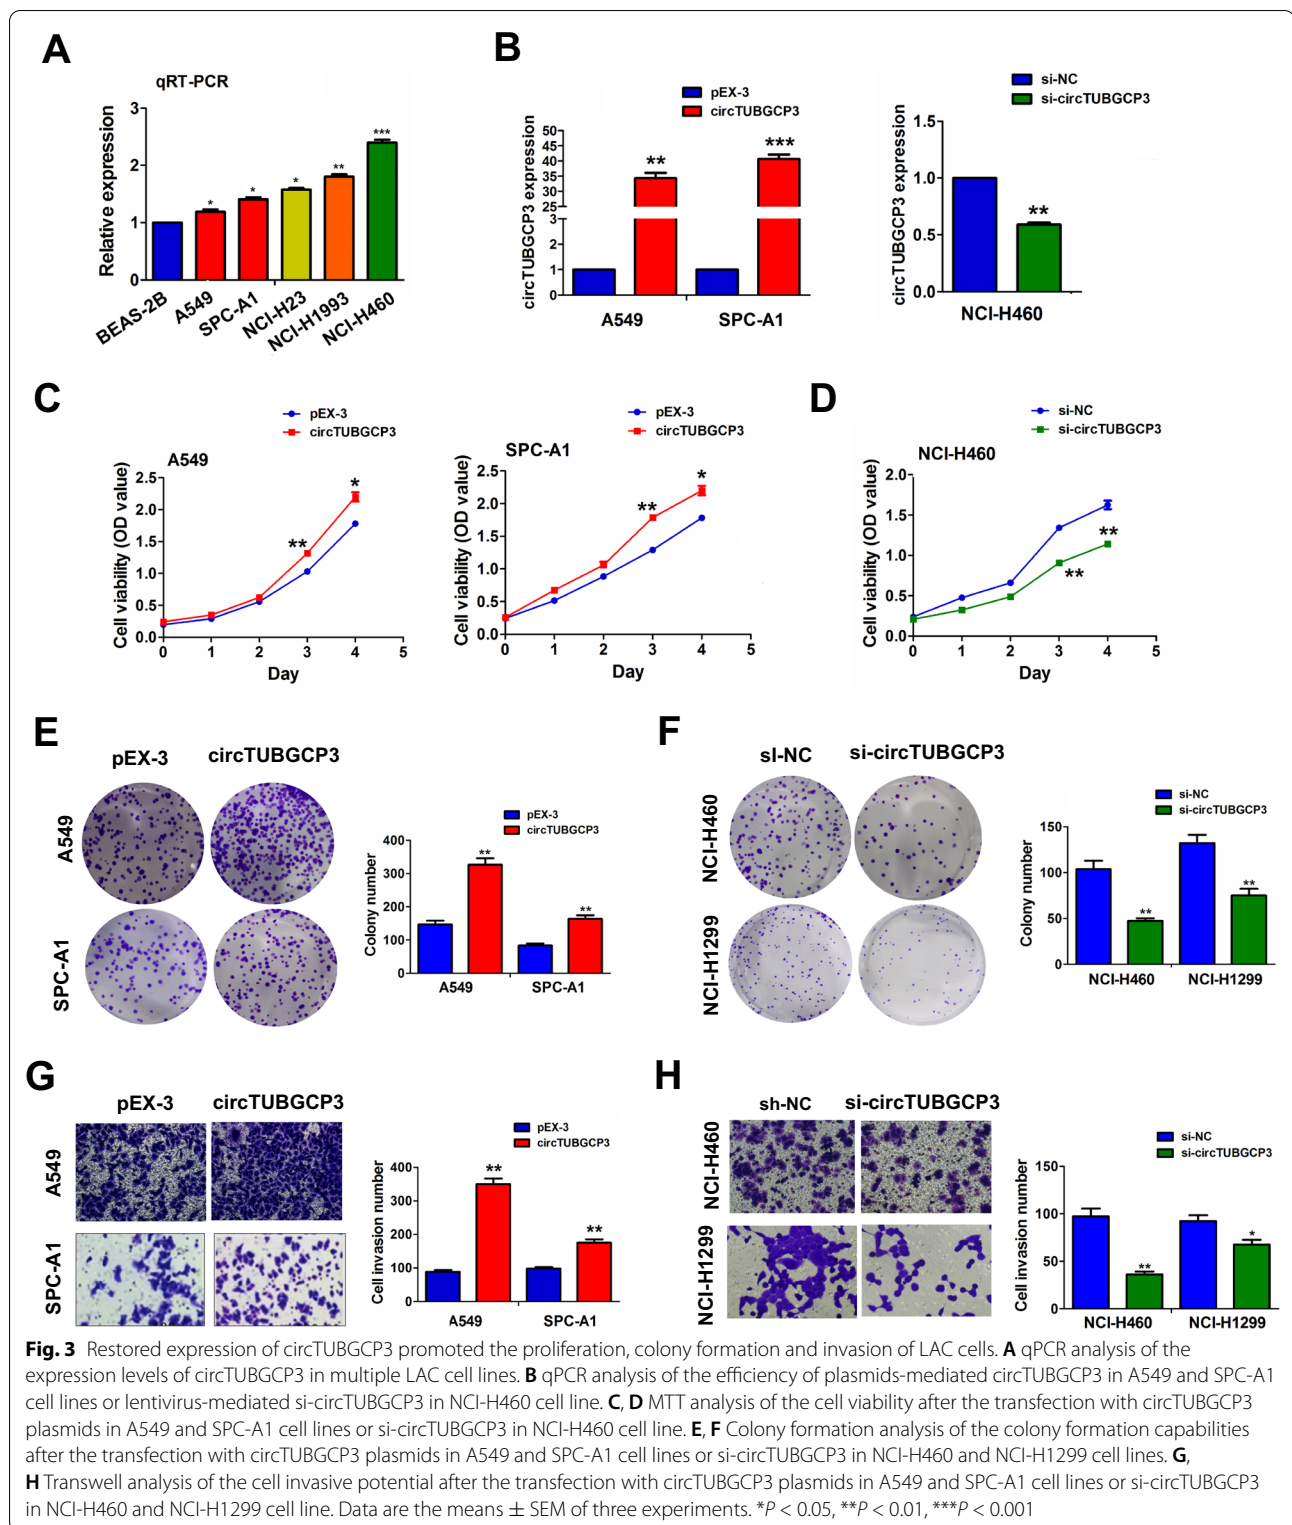 A
qRT-PCR
Relative expression
3
2
1
0
*
*
*
**
***
BEAS-2B
A549
SPC-A1
NCI-H23
NCI-H1993
NCI-H460
B
pEX-3
circTUBGCP3
circTUBGCP3 expression
50
45
40
35
30
25
3
2
1
0
**
***
A549
SPC-A1
si-NC
si-circTUBGCP3
circTUBGCP3 expression
1.5
1.0
0.5
0.0
**
NCI-H460
C
pEX-3
circTUBGCP3
A549
Cell viability (OD value)
2.5
2.0
1.5
1.0
0.5
0.0
**
*
0 1 2 3 4 5
Day
pEX-3
circTUBGCP3
SPC-A1
Cell viability (OD value)
2.5
2.0
1.5
1.0
0.5
0.0
**
*
0 1 2 3 4 5
Day
D
si-NC
si-circTUBGCP3
NCI-H460
Cell viability (OD value)
2.0
1.5
1.0
0.5
0.0
**
**
0 1 2 3 4 5
Day
E
pEX-3 circTUBGCP3
A549
SPC-A1
pEX-3
circTUBGCP3
Colony number
400
300
200
100
0
**
**
A549
SPC-A1
F
sI-NC si-circTUBGCP3
NCI-H460
NCI-H1299
si-NC
si-circTUBGCP3
Colony number
150
100
50
0
**
**
NCI-H460
NCI-H1299
G
pEX-3 circTUBGCP3
A549
SPC-A1
pEX-3
circTUBGCP3
Cell invasion number
400
300
200
100
0
**
**
A549
SPC-A1
H
sh-NC si-circTUBGCP3
NCI-H460
NCI-H1299
si-NC
si-circTUBGCP3
Cell invasion number
150
100
50
0
**
*
NCI-H460
NCI-H1299
Fig. 3 Restored expression of circTUBGCP3 promoted the proliferation, colony formation and invasion of LAC cells. A qPCR analysis of the
expression levels of circTUBGCP3 in multiple LAC cell lines. B qPCR analysis of the efficiency of plasmids-mediated circTUBGCP3 in A549 and SPC-A1
cell lines or lentivirus-mediated si-circTUBGCP3 in NCI-H460 cell line. C, D MTT analysis of the cell viability after the transfection with circTUBGCP3
plasmids in A549 and SPC-A1 cell lines or si-circTUBGCP3 in NCI-H460 cell line. E, F Colony formation analysis of the colony formation capabilities
after the transfection with circTUBGCP3 plasmids in A549 and SPC-A1 cell lines or si-circTUBGCP3 in NCI-H460 and NCI-H1299 cell lines. G,
H Transwell analysis of the cell invasive potential after the transfection with circTUBGCP3 plasmids in A549 and SPC-A1 cell lines or si-circTUBGCP3
in NCI-H460 and NCI-H1299 cell line. Data are the means ± SEM of three experiments. *P < 0.05, **P < 0.01, ***P < 0.001